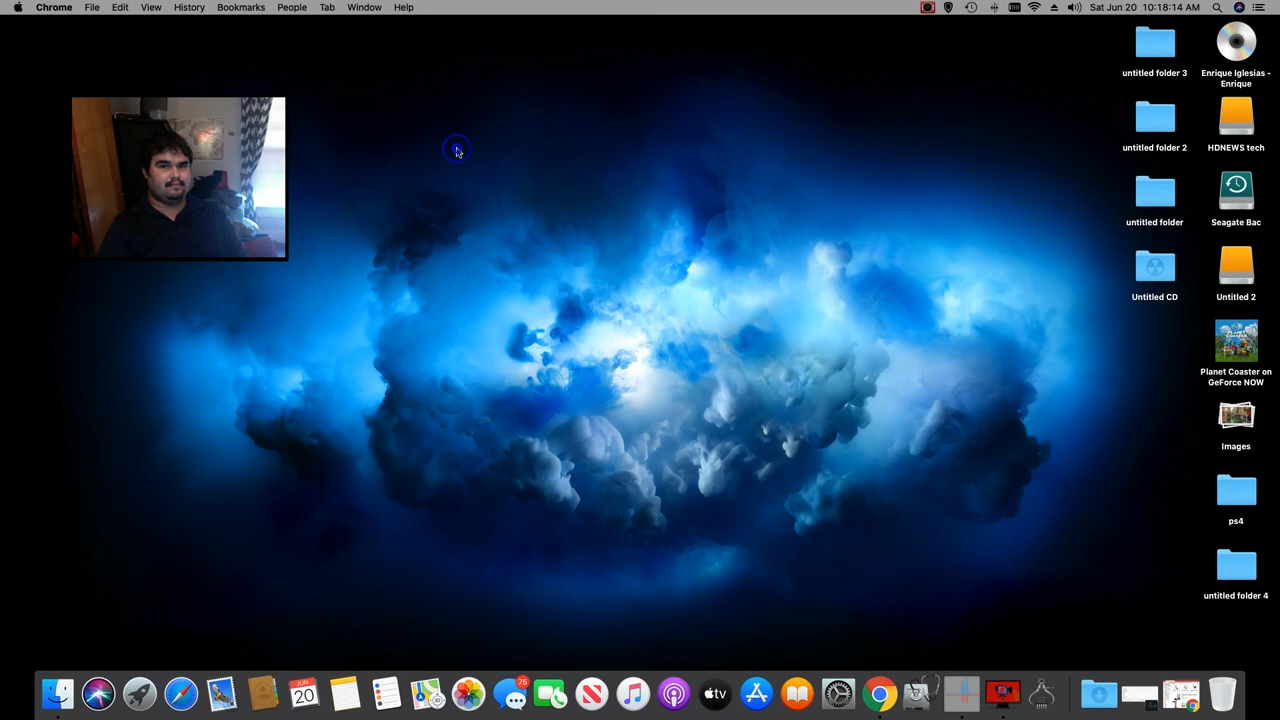 Chrome File Edit View History Bookmarks People Tab Window Help Sat Jun 20 10:18:14 AM
untitled folder 3
Enrique Iglesias -
Enrique
untitled folder 2
HDNEWS tech
untitled folder
Seagate Bac
Untitled CD
Untitled 2
Planet Coaster on
GeForce NOW
Images
ps4
untitled folder 4
JUN
20
75
tv